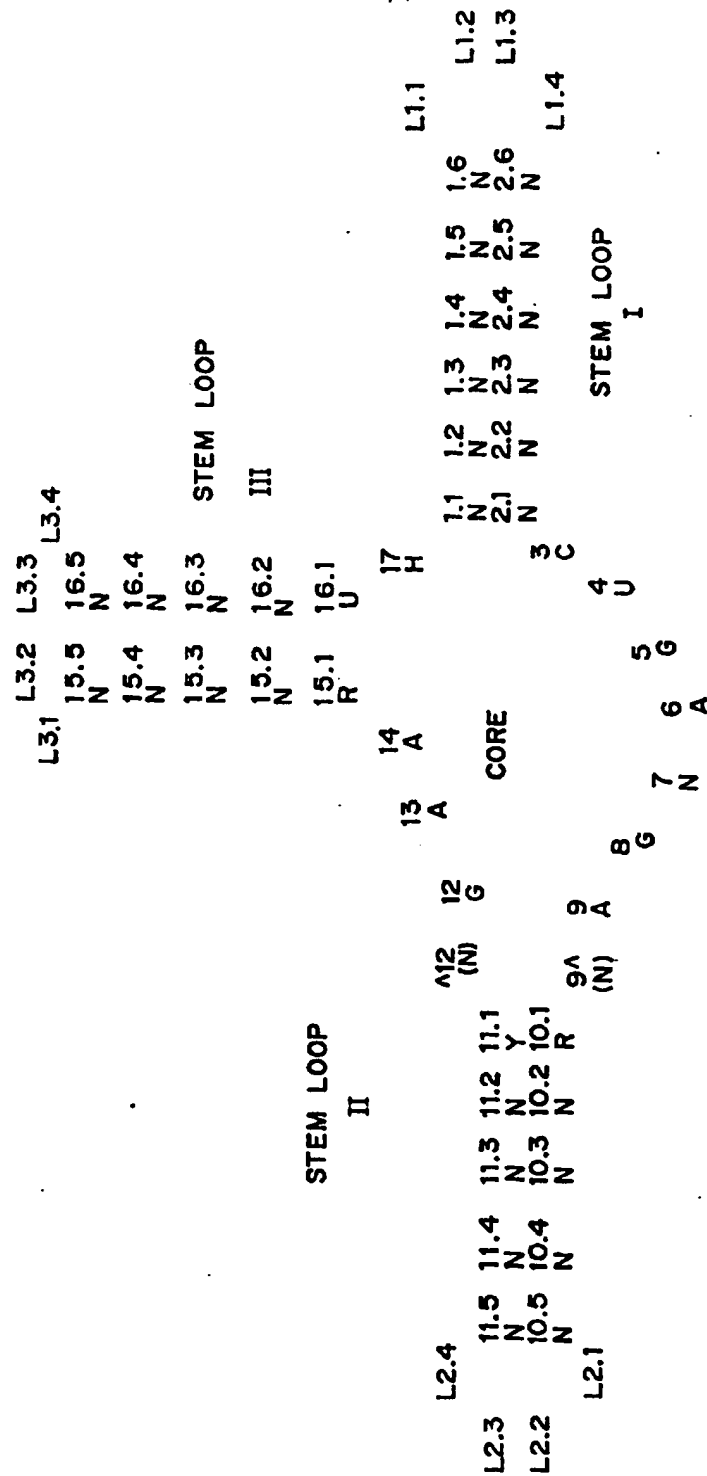 L3.2 L3.3
L3.1 L3.4
15.5 16.5
N N
15.4 16.4
N N
15.3 16.3
N N
STEM LOOP
III
15.2 16.2
N N
15.1 16.1
R U
STEM LOOP
II
14 17
A H
13
A
L1.1
L2.4
^12 12
(N) G
1.1 1.2 1.3 1.4 1.5 1.6
N N N N N N
L1.2
L2.3
11.5 11.4 11.3 11.2 11.1
N N N N Y
CORE
2.1 2.2 2.3 2.4 2.5 2.6
N N N N N N
L1.3
L2.2
10.5 10.4 10.3 10.2 10.1
N N N N R
3
C
L1.4
L2.1
9^ 9
(N) A
4
U
STEM LOOP
I
8
G
5
G
7
N
6
A